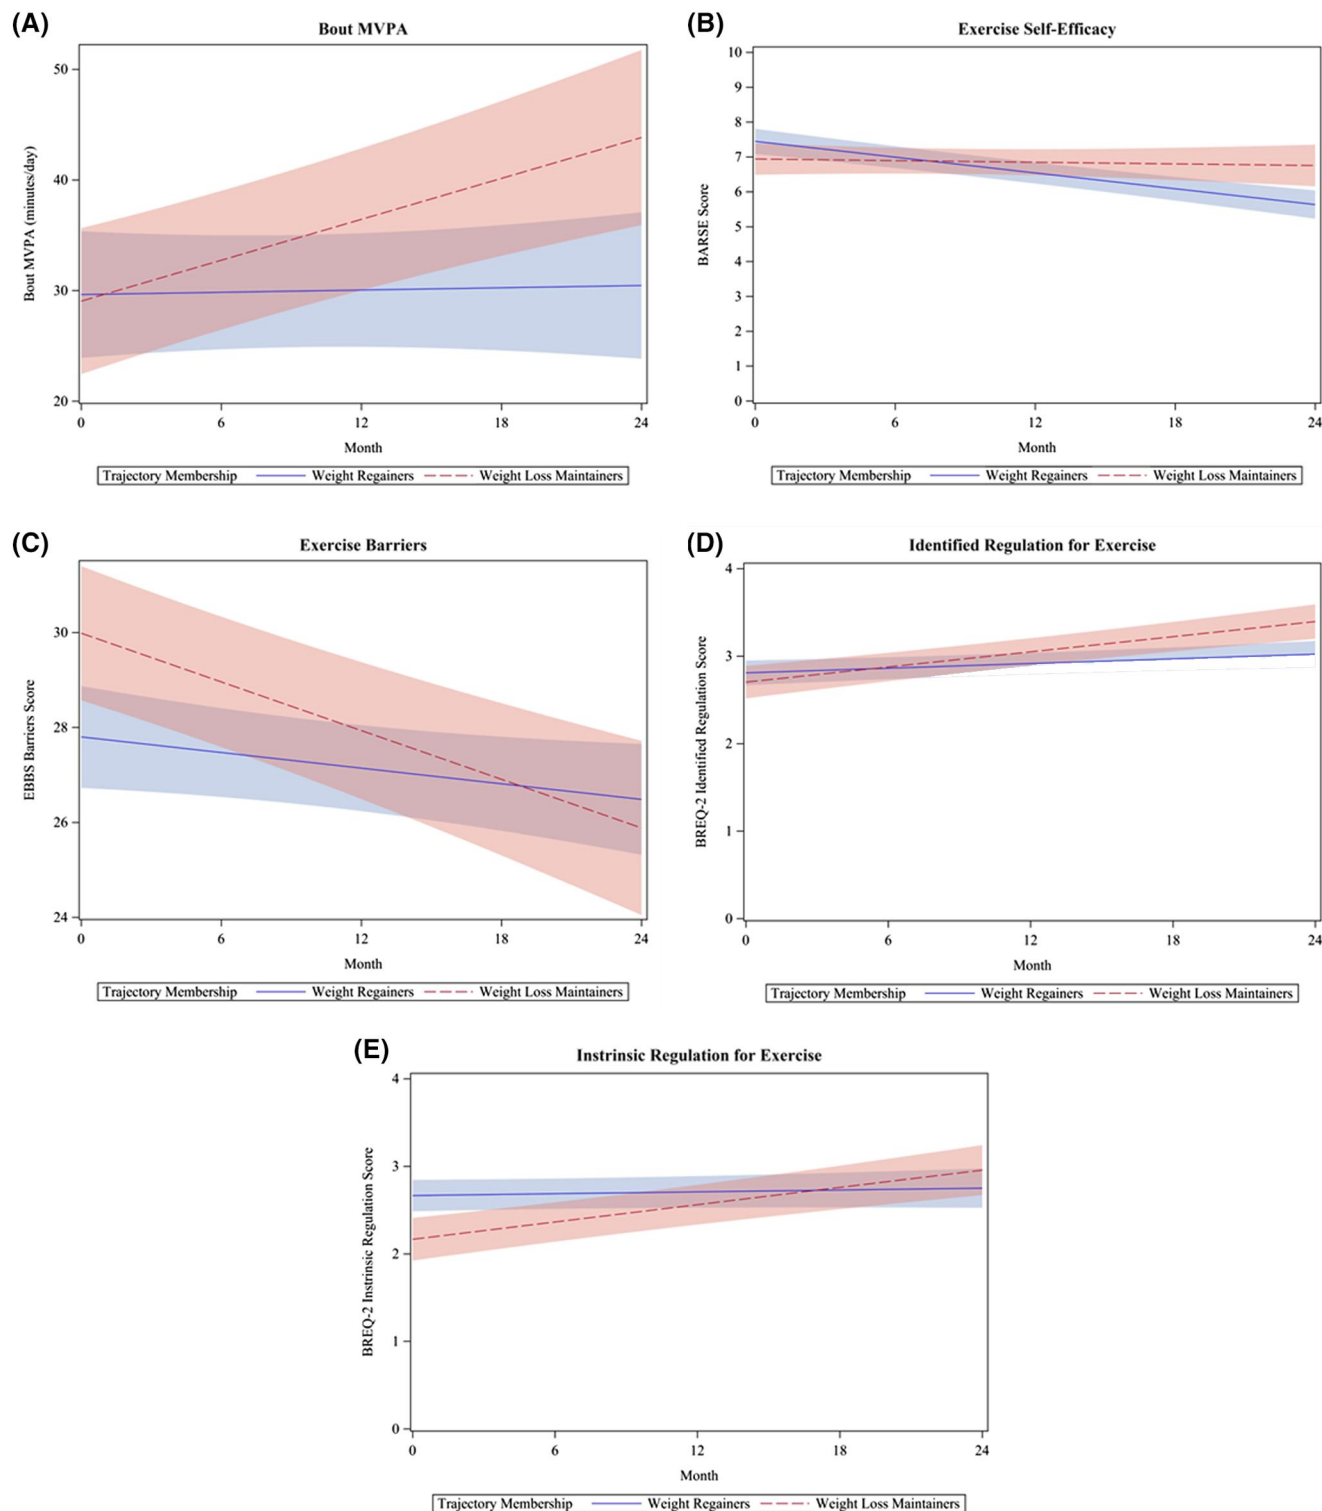 (A)
Bout MVPA
Bout MVPA (minutes/day)
50
40
30
20
0 6 12 18 24
Month
Trajectory Membership Weight Regainers Weight Loss Maintainers
(B)
Exercise Self-Efficacy
BARSE Score
10
9
8
7
6
5
4
3
2
1
0
0 6 12 18 24
Month
Trajectory Membership Weight Regainers Weight Loss Maintainers
(C)
Exercise Barriers
EBBS Barriers Score
30
28
26
24
0 6 12 18 24
Month
Trajectory Membership Weight Regainers Weight Loss Maintainers
(D)
Identified Regulation for Exercise
BREQ-2 Identified Regulation Score
4
3
2
1
0
0 6 12 18 24
Month
Trajectory Membership Weight Regainers Weight Loss Maintainers
(E)
Instrinsic Regulation for Exercise
BREQ-2 Instrinsic Regulation Score
4
3
2
1
0
0 6 12 18 24
Month
Trajectory Membership Weight Regainers Weight Loss Maintainers